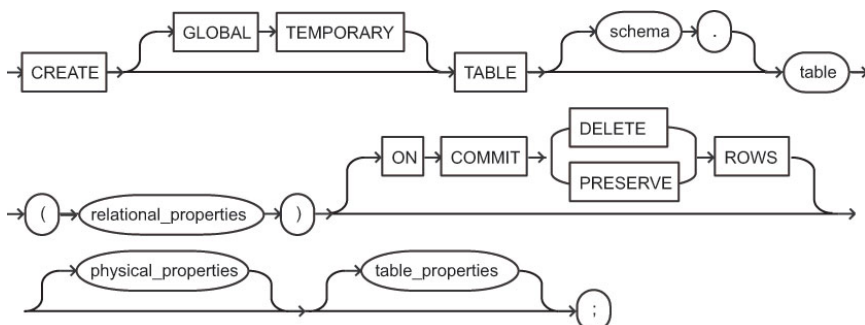 GLOBAL TEMPORARY schema .
CREATE TABLE table
DELETE
ON COMMIT ROWS
PRESERVE
( relational_properties )
physical_properties table_properties
;